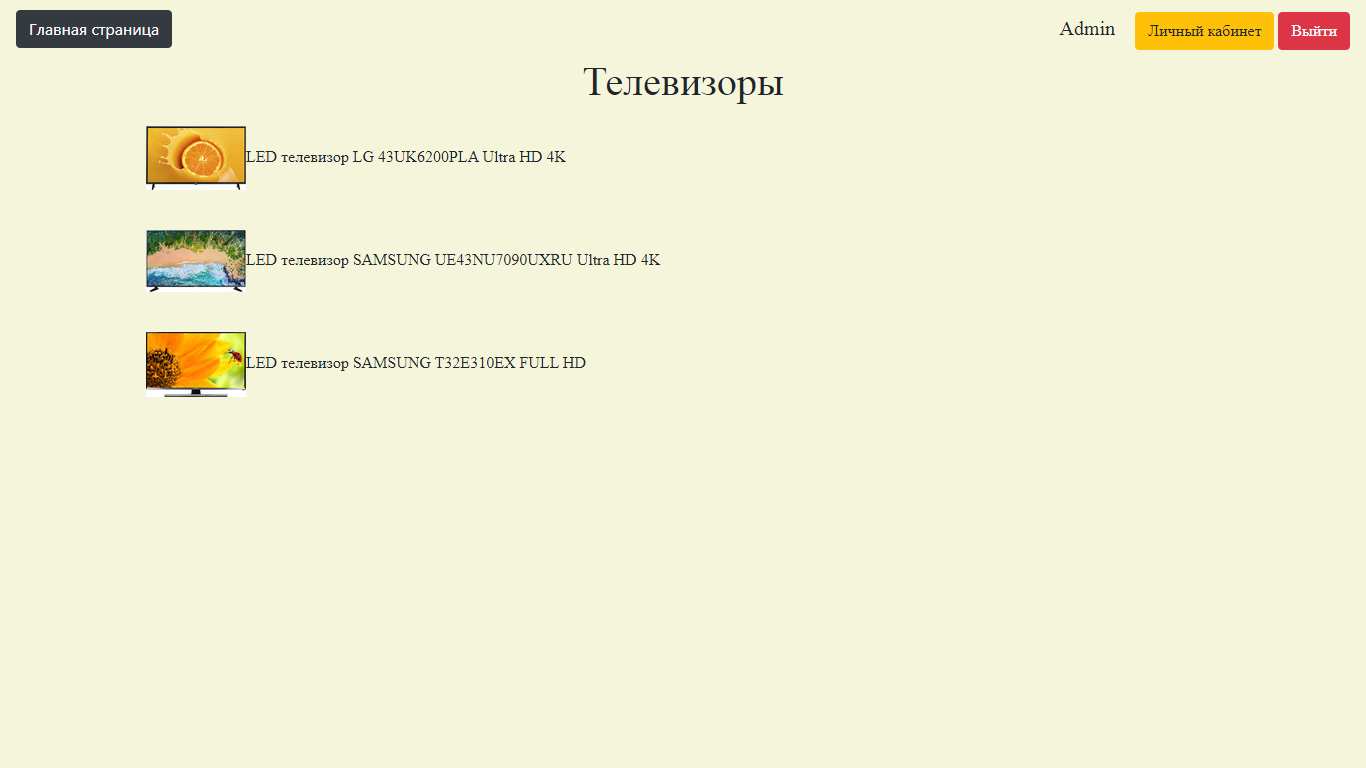 Главная страница
Admin
Личный кабинет
Выйти
Телевизоры
LED телевизор LG 43UK6200PLA Ultra HD 4K
LED телевизор SAMSUNG UE43NU7090UXRU Ultra HD 4K
LED телевизор SAMSUNG T32E310EX FULL HD